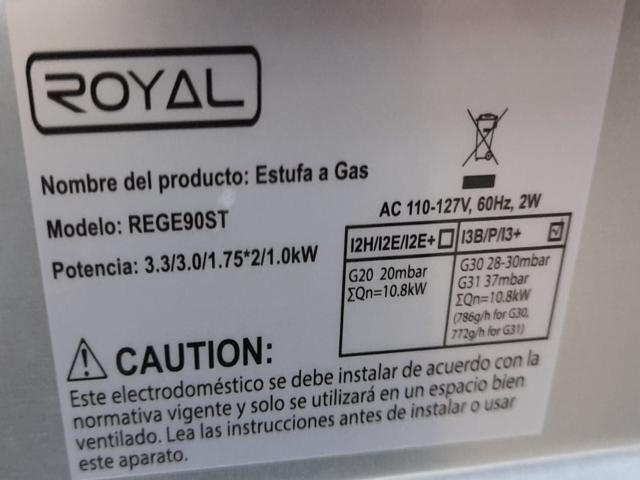 ROYAL
Nombre del producto: Estufa a Gas
Modelo: REGE90ST
Potencia: 3.3/3.0/1.75*2/1.0kW
AC 110-127V, 60Hz, 2W
I2H/I2E/I2E+
G20 20mbar
ΣQn=10.8kW
I3B/P/I3+
G30 28-30mbar
G31 37mbar
ΣQn=10.8kW
(786g/h for G30,
772g/h for G31)
CAUTION:
Este electrodoméstico se debe instalar de acuerdo con la
normativa vigente y solo se utilizará en un espacio bien
ventilado. Lea las instrucciones antes de instalar o usar
este aparato.